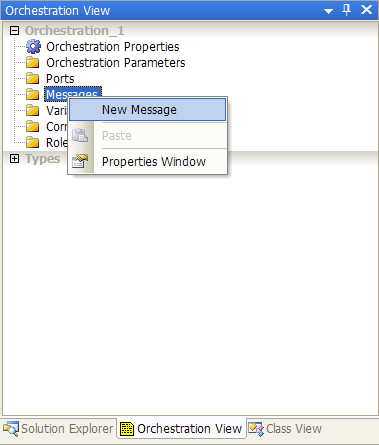 Orchestration View
Orchestration_1
Orchestration Properties
Orchestration Parameters
Ports
Messages
New Message
Vari
Paste
Corr
Properties Window
Role
Types
Solution Explorer
Orchestration View
Class View